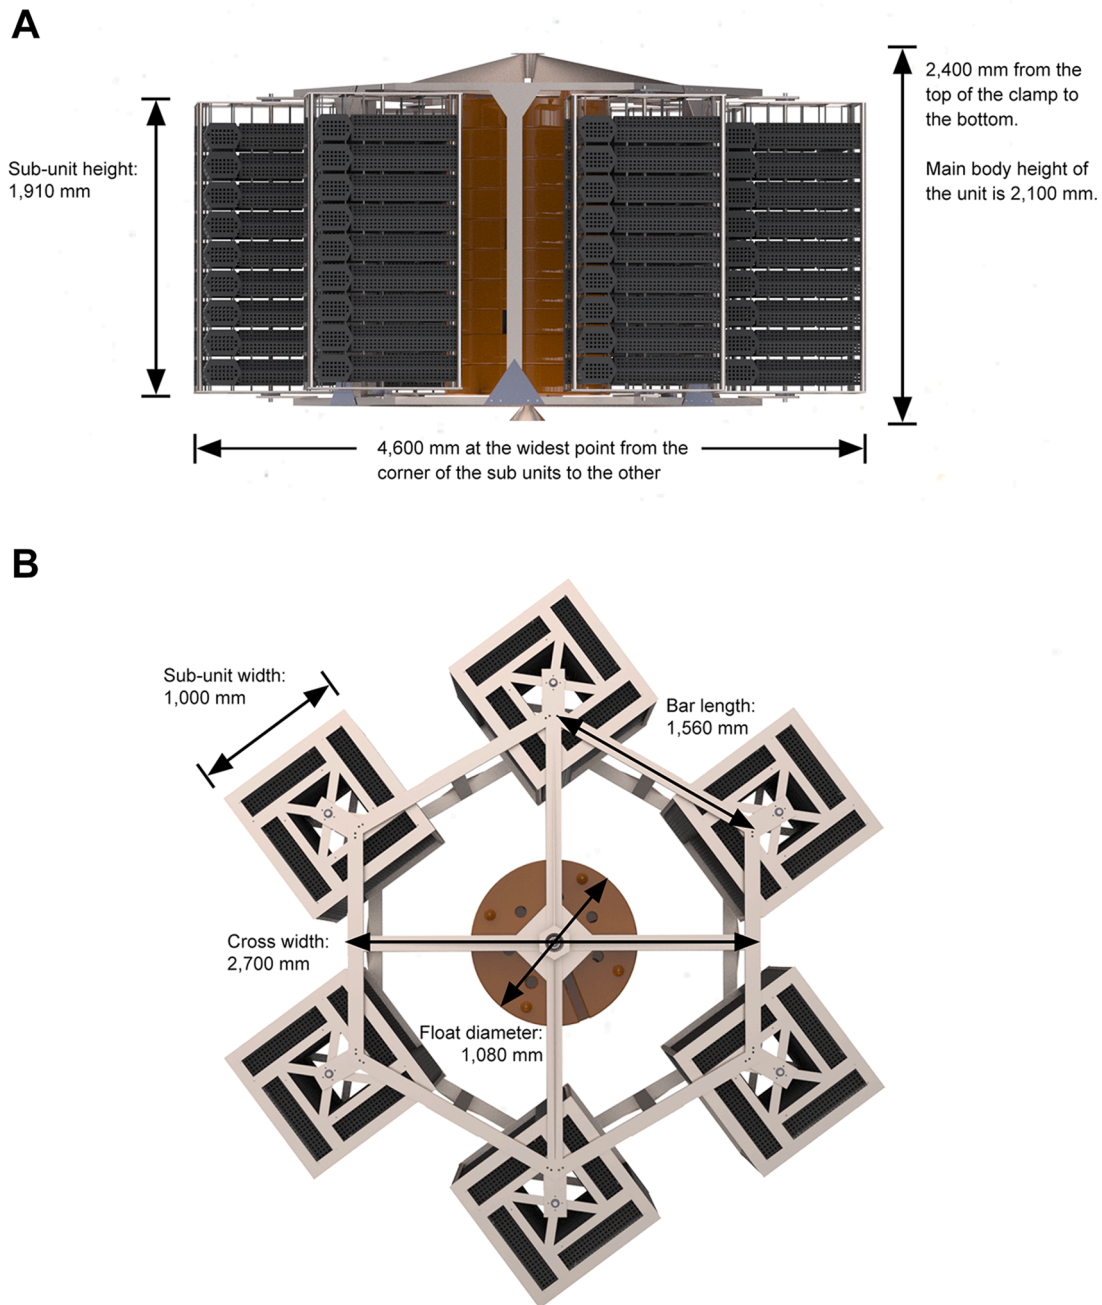 A
Sub-unit height:
1,910 mm
2,400 mm from the
top of the clamp to
the bottom.
Main body height of
the unit is 2,100 mm.
4,600 mm at the widest point from the
corner of the sub units to the other
B
Sub-unit width:
1,000 mm
Bar length:
1,560 mm
Cross width:
2,700 mm
Float diameter:
1,080 mm